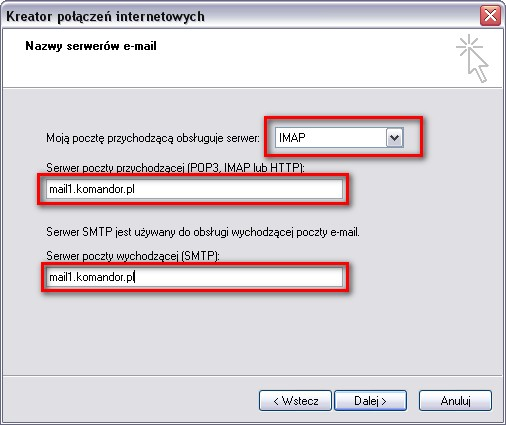 Kreator połączeń internetowych
Nazwy serwerów e-mail
Moją pocztę przychodzącą obsługuje serwer: IMAP
Serwer poczty przychodzącej (POP3, IMAP lub HTTP):
mail1.komandor.pl
Serwer SMTP jest używany do obsługi wychodzącej poczty e-mail.
Serwer poczty wychodzącej (SMTP):
mail1.komandor.pl
< Wstecz Dalej > Anuluj